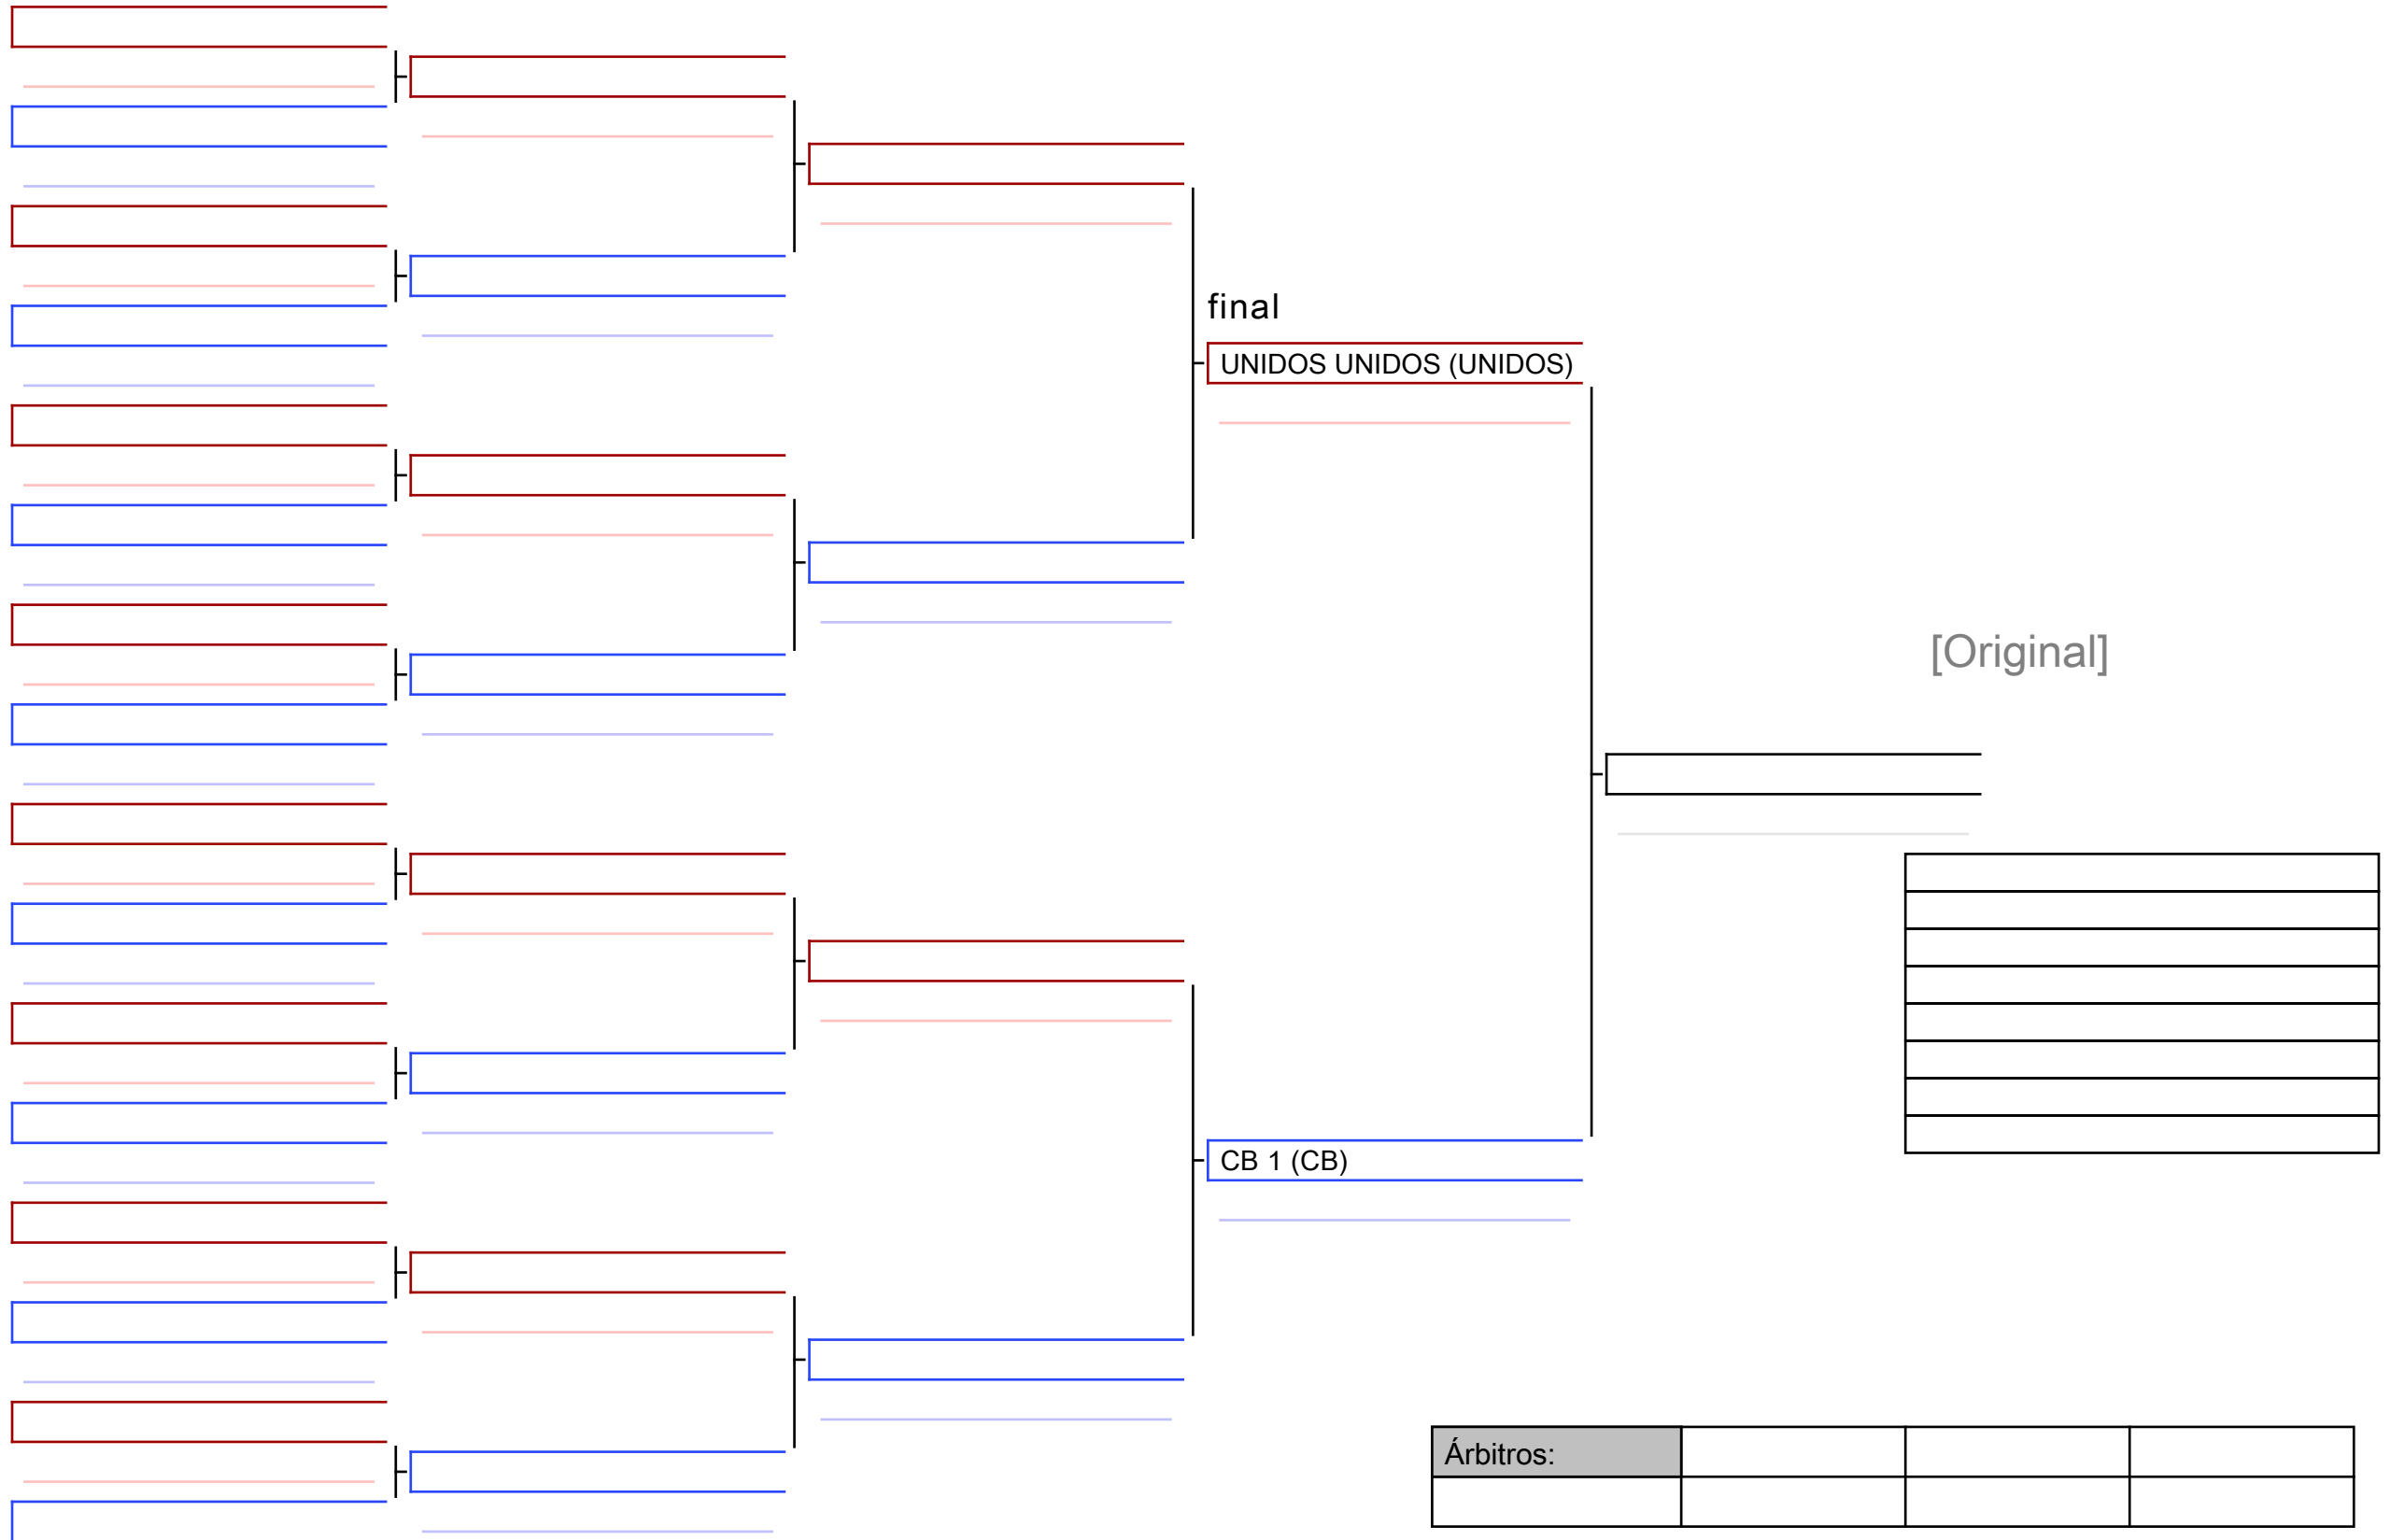 final
UNIDOS UNIDOS (UNIDOS)
[Original]
CB 1 (CB)
Árbitros: